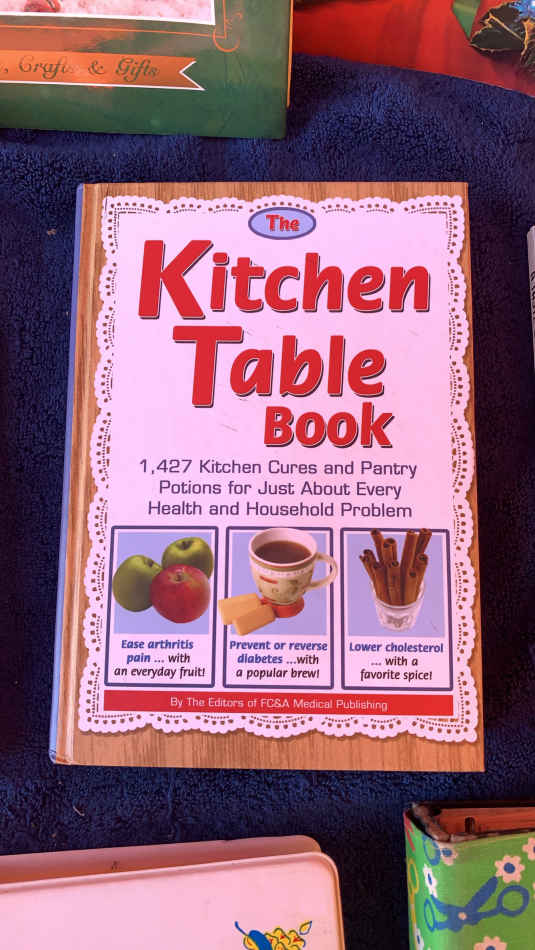 Crafts & Gifts
The
Kitchen
Table
Book
1,427 Kitchen Cures and Pantry
Potions for Just About Every
Health and Household Problem
Ease arthritis
pain ... with
an everyday fruit!
Prevent or reverse
diabetes ...with
a popular brew!
Lower cholesterol
... with a
favorite spice!
By The Editors of FC&A Medical Publishing